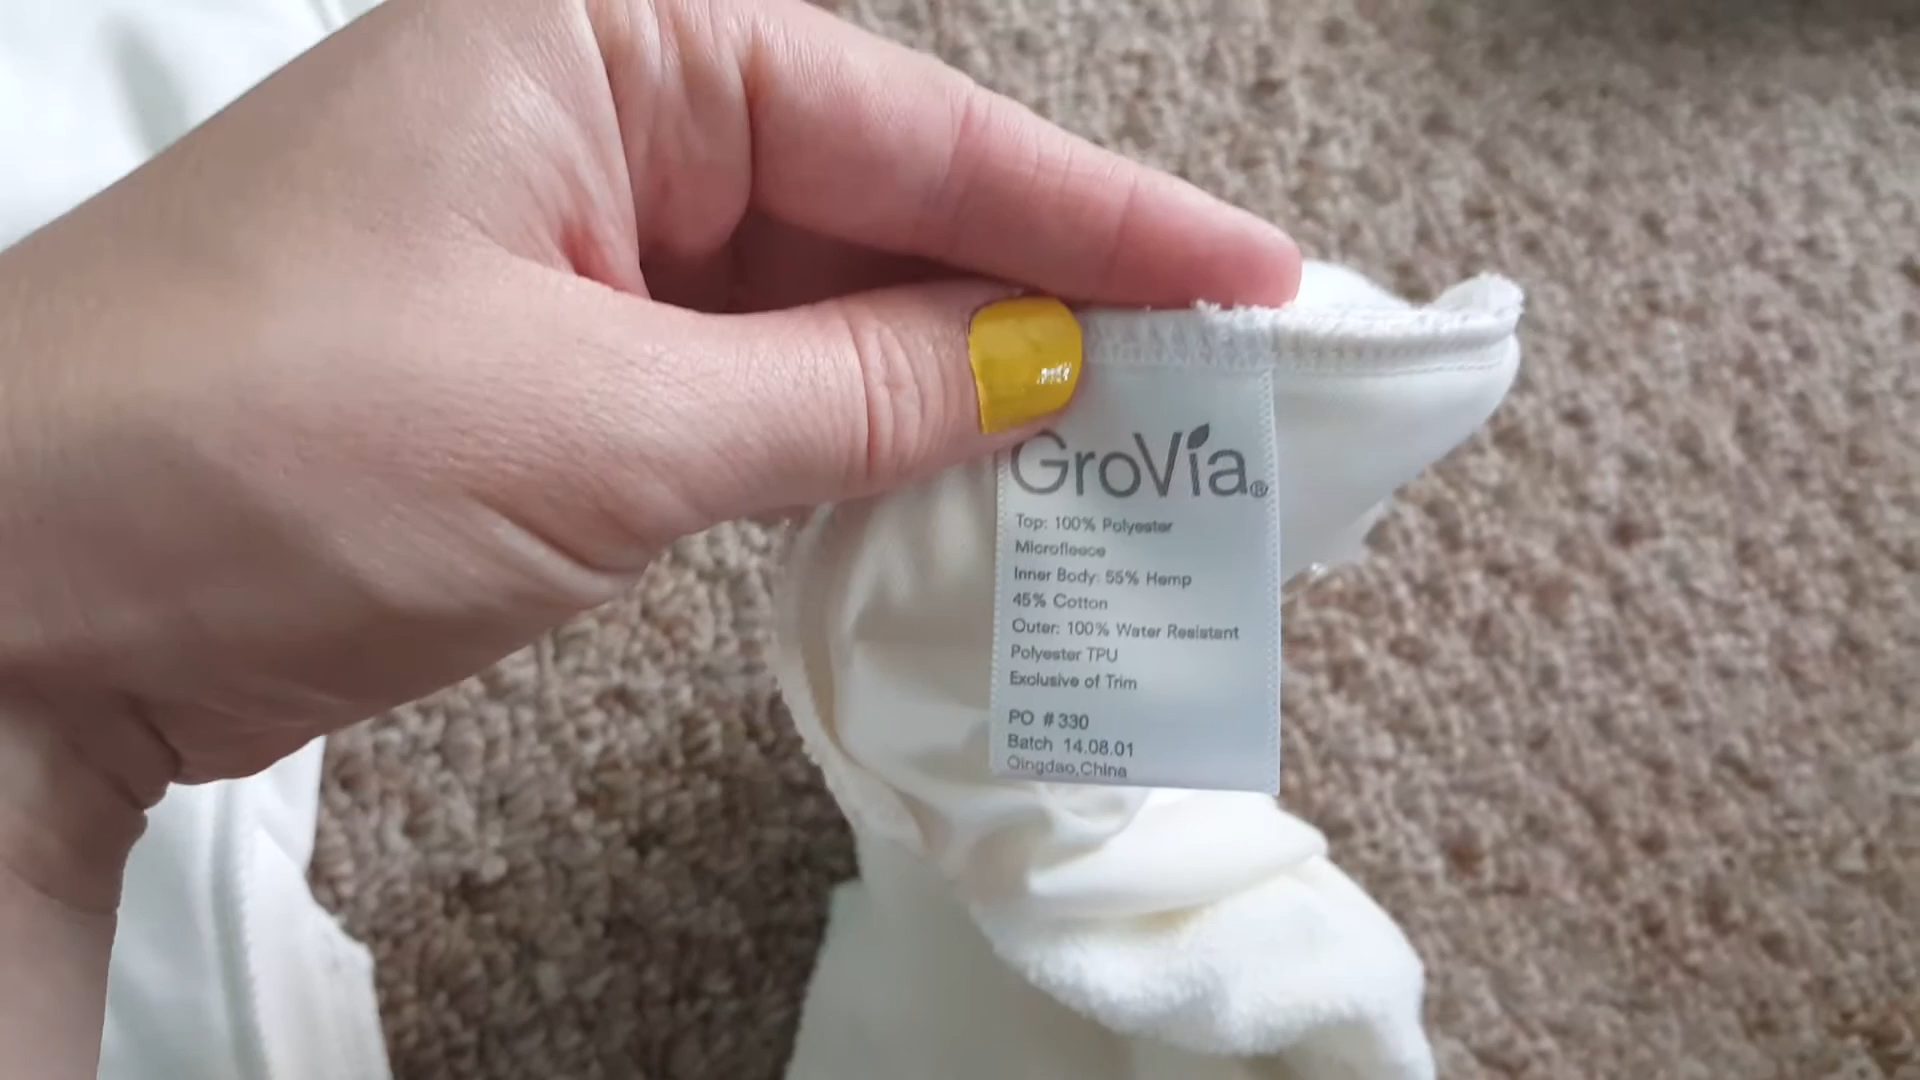 GroVia®
Top: 100% Polyester
Microfleece
Inner Body: 55% Hemp
45% Cotton
Outer: 100% Water Resistant
Polyester TPU
Exclusive of Trim
PO # 330
Batch 14.08.01
Qingdao,China